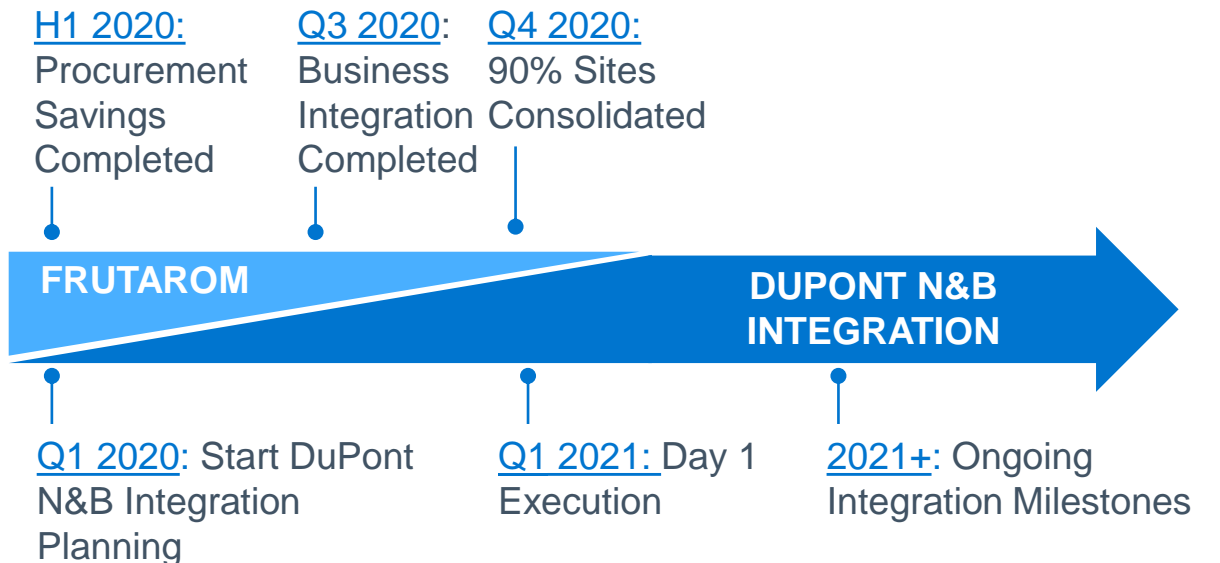 H1 2020:
Procurement
Savings
Completed
Q3 2020:
Business
Integration
Completed
Q4 2020:
90% Sites
Consolidated
FRUTAROM
DUPONT N&B
INTEGRATION
Q1 2020: Start DuPont
N&B Integration
Planning
Q1 2021: Day 1
Execution
2021+: Ongoing
Integration Milestones